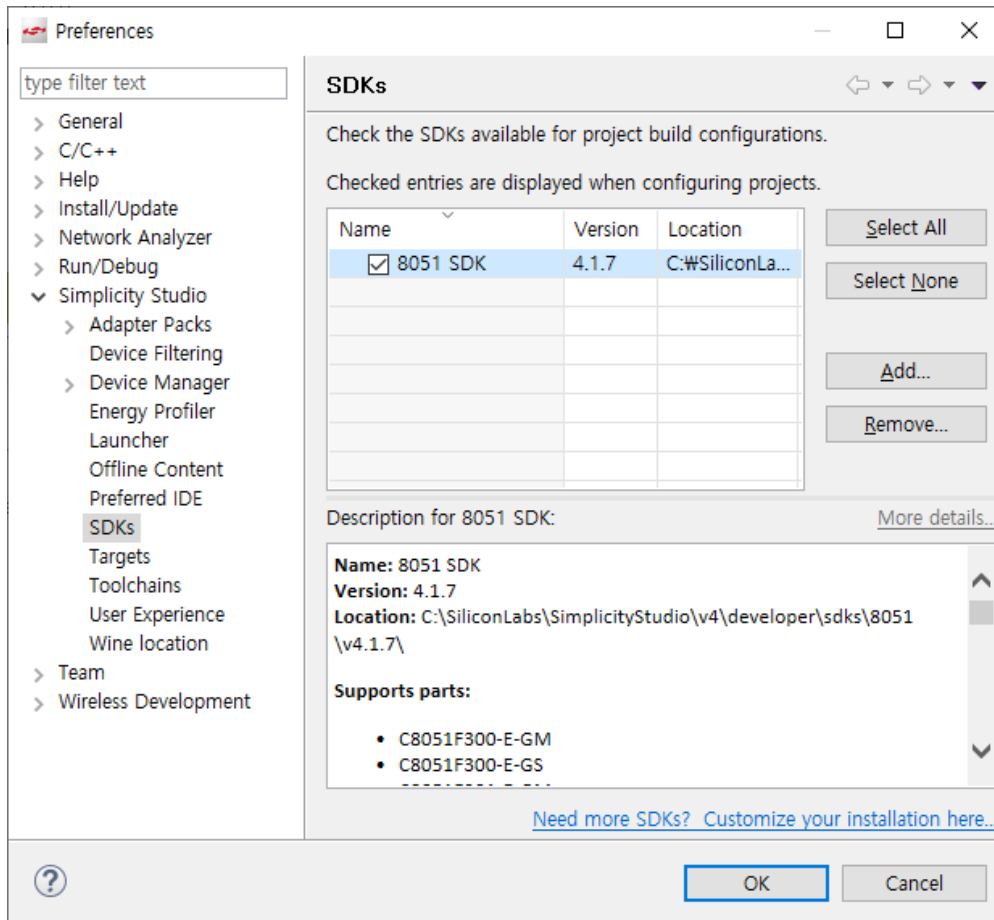 Preferences
type filter text
General
C/C++
Help
Install/Update
Network Analyzer
Run/Debug
Simplicity Studio
Adapter Packs
Device Filtering
Device Manager
Energy Profiler
Launcher
Offline Content
Preferred IDE
SDKs
Targets
Toolchains
User Experience
Wine location
Team
Wireless Development
SDKs
Check the SDKs available for project build configurations.
Checked entries are displayed when configuring projects.
Name Version Location
8051 SDK 4.1.7 C:₩SiliconLa...
Select All
Select None
Add...
Remove...
Description for 8051 SDK:
More details...
Name: 8051 SDK
Version: 4.1.7
Location: C:\SiliconLabs\SimplicityStudio\v4\developer\sdks\8051
\v4.1.7\
Supports parts:
• C8051F300-E-GM
• C8051F300-E-GS
Need more SDKs? Customize your installation here...
OK
Cancel